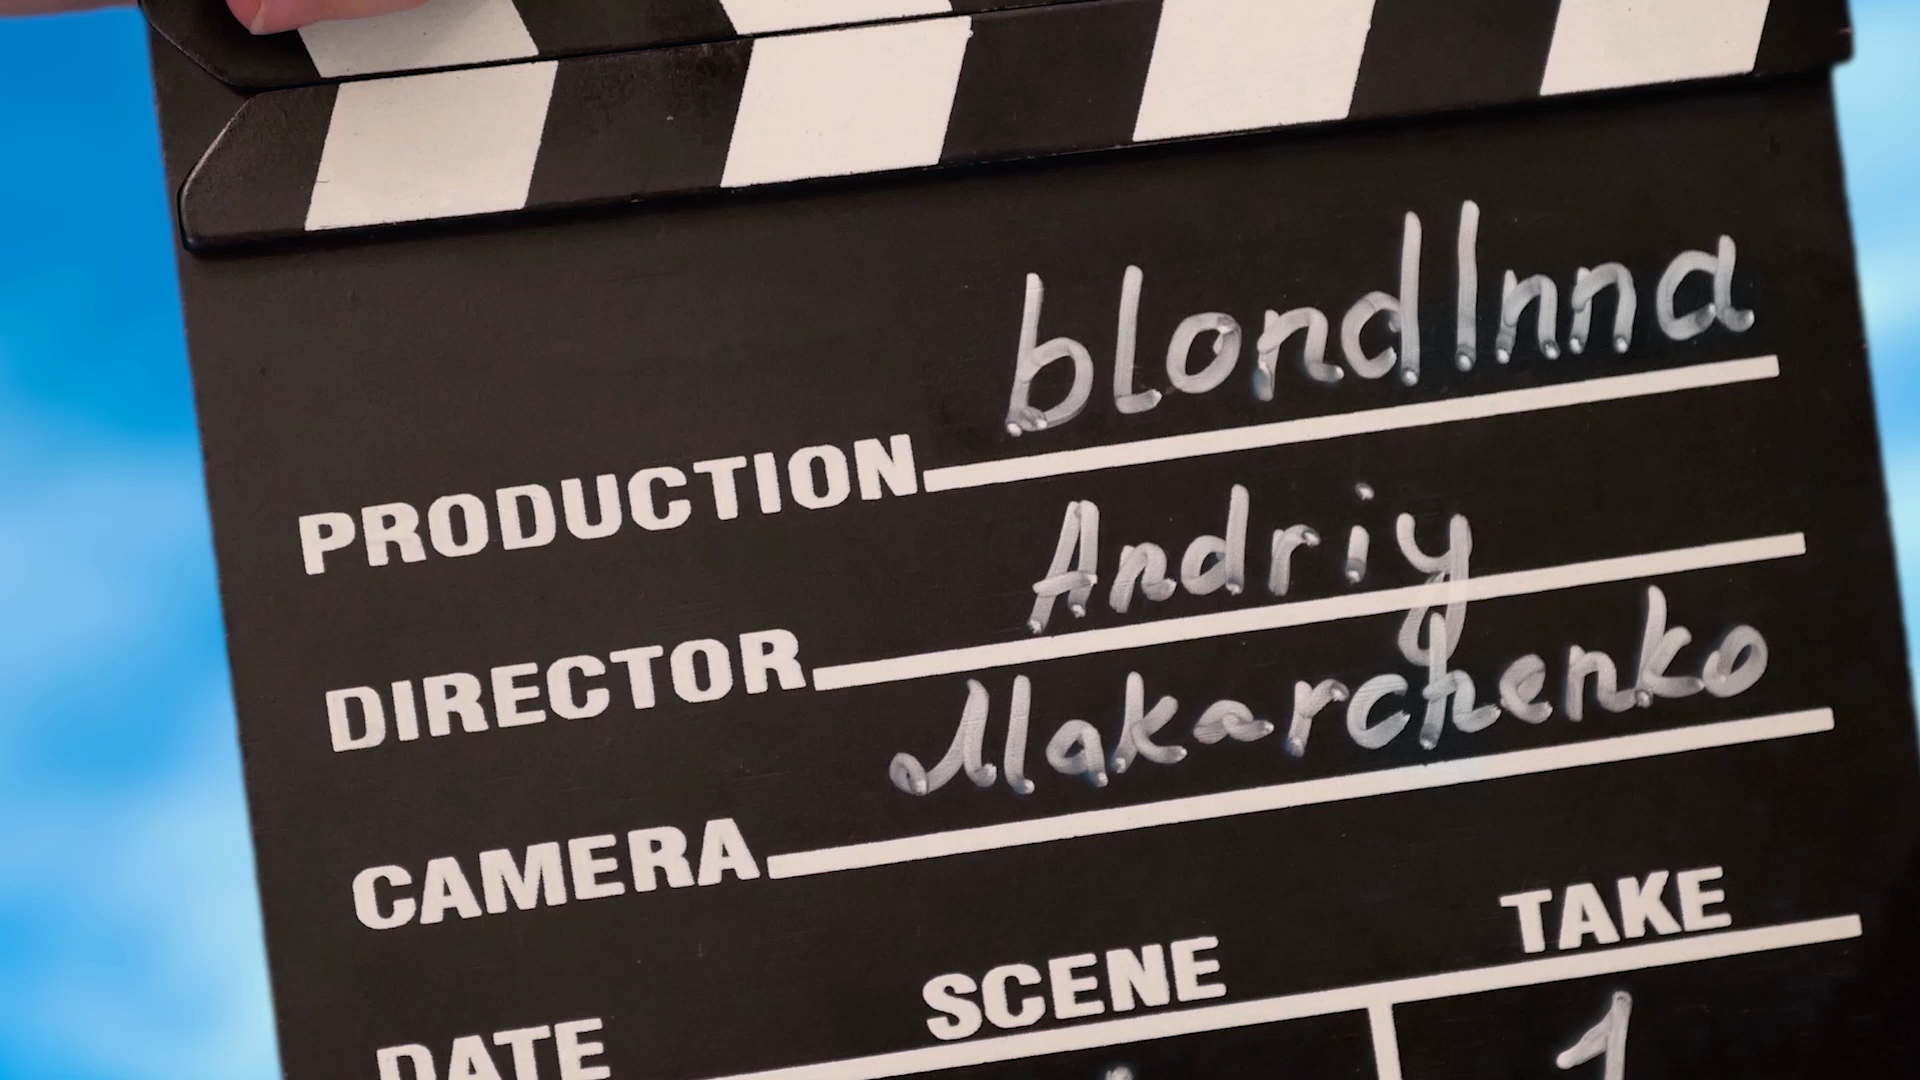 blondInna
PRODUCTION
Andriy
DIRECTOR
Makarchenko
CAMERA
TAKE
SCENE
DATE
1